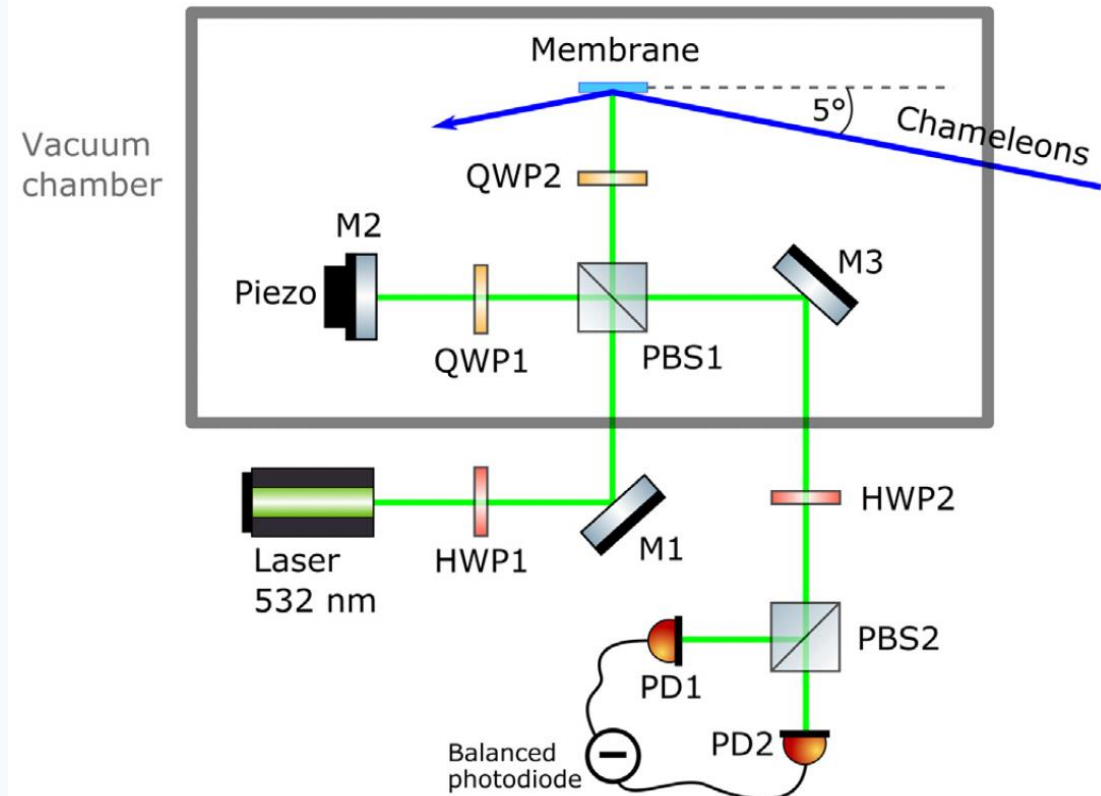 Membrane
5°
Chameleons
Vacuum
chamber
QWP2
M2
M3
Piezo
QWP1
PBS1
HWP2
Laser
532 nm
HWP1
M1
PBS2
PD1
PD2
Balanced
photodiode